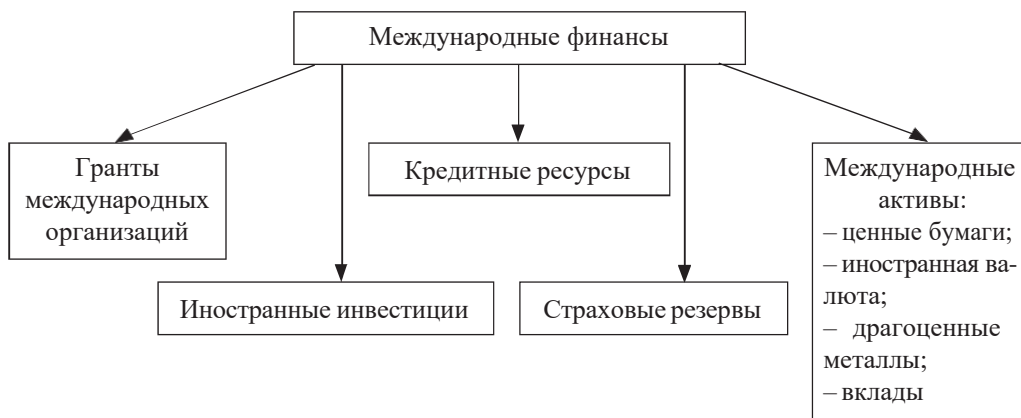 Международные финансы
Гранты
международных
организаций
Кредитные ресурсы
Международные
активы:
– ценные бумаги;
– иностранная ва-
люта;
– драгоценные
металлы;
– вклады
Иностранные инвестиции
Страховые резервы